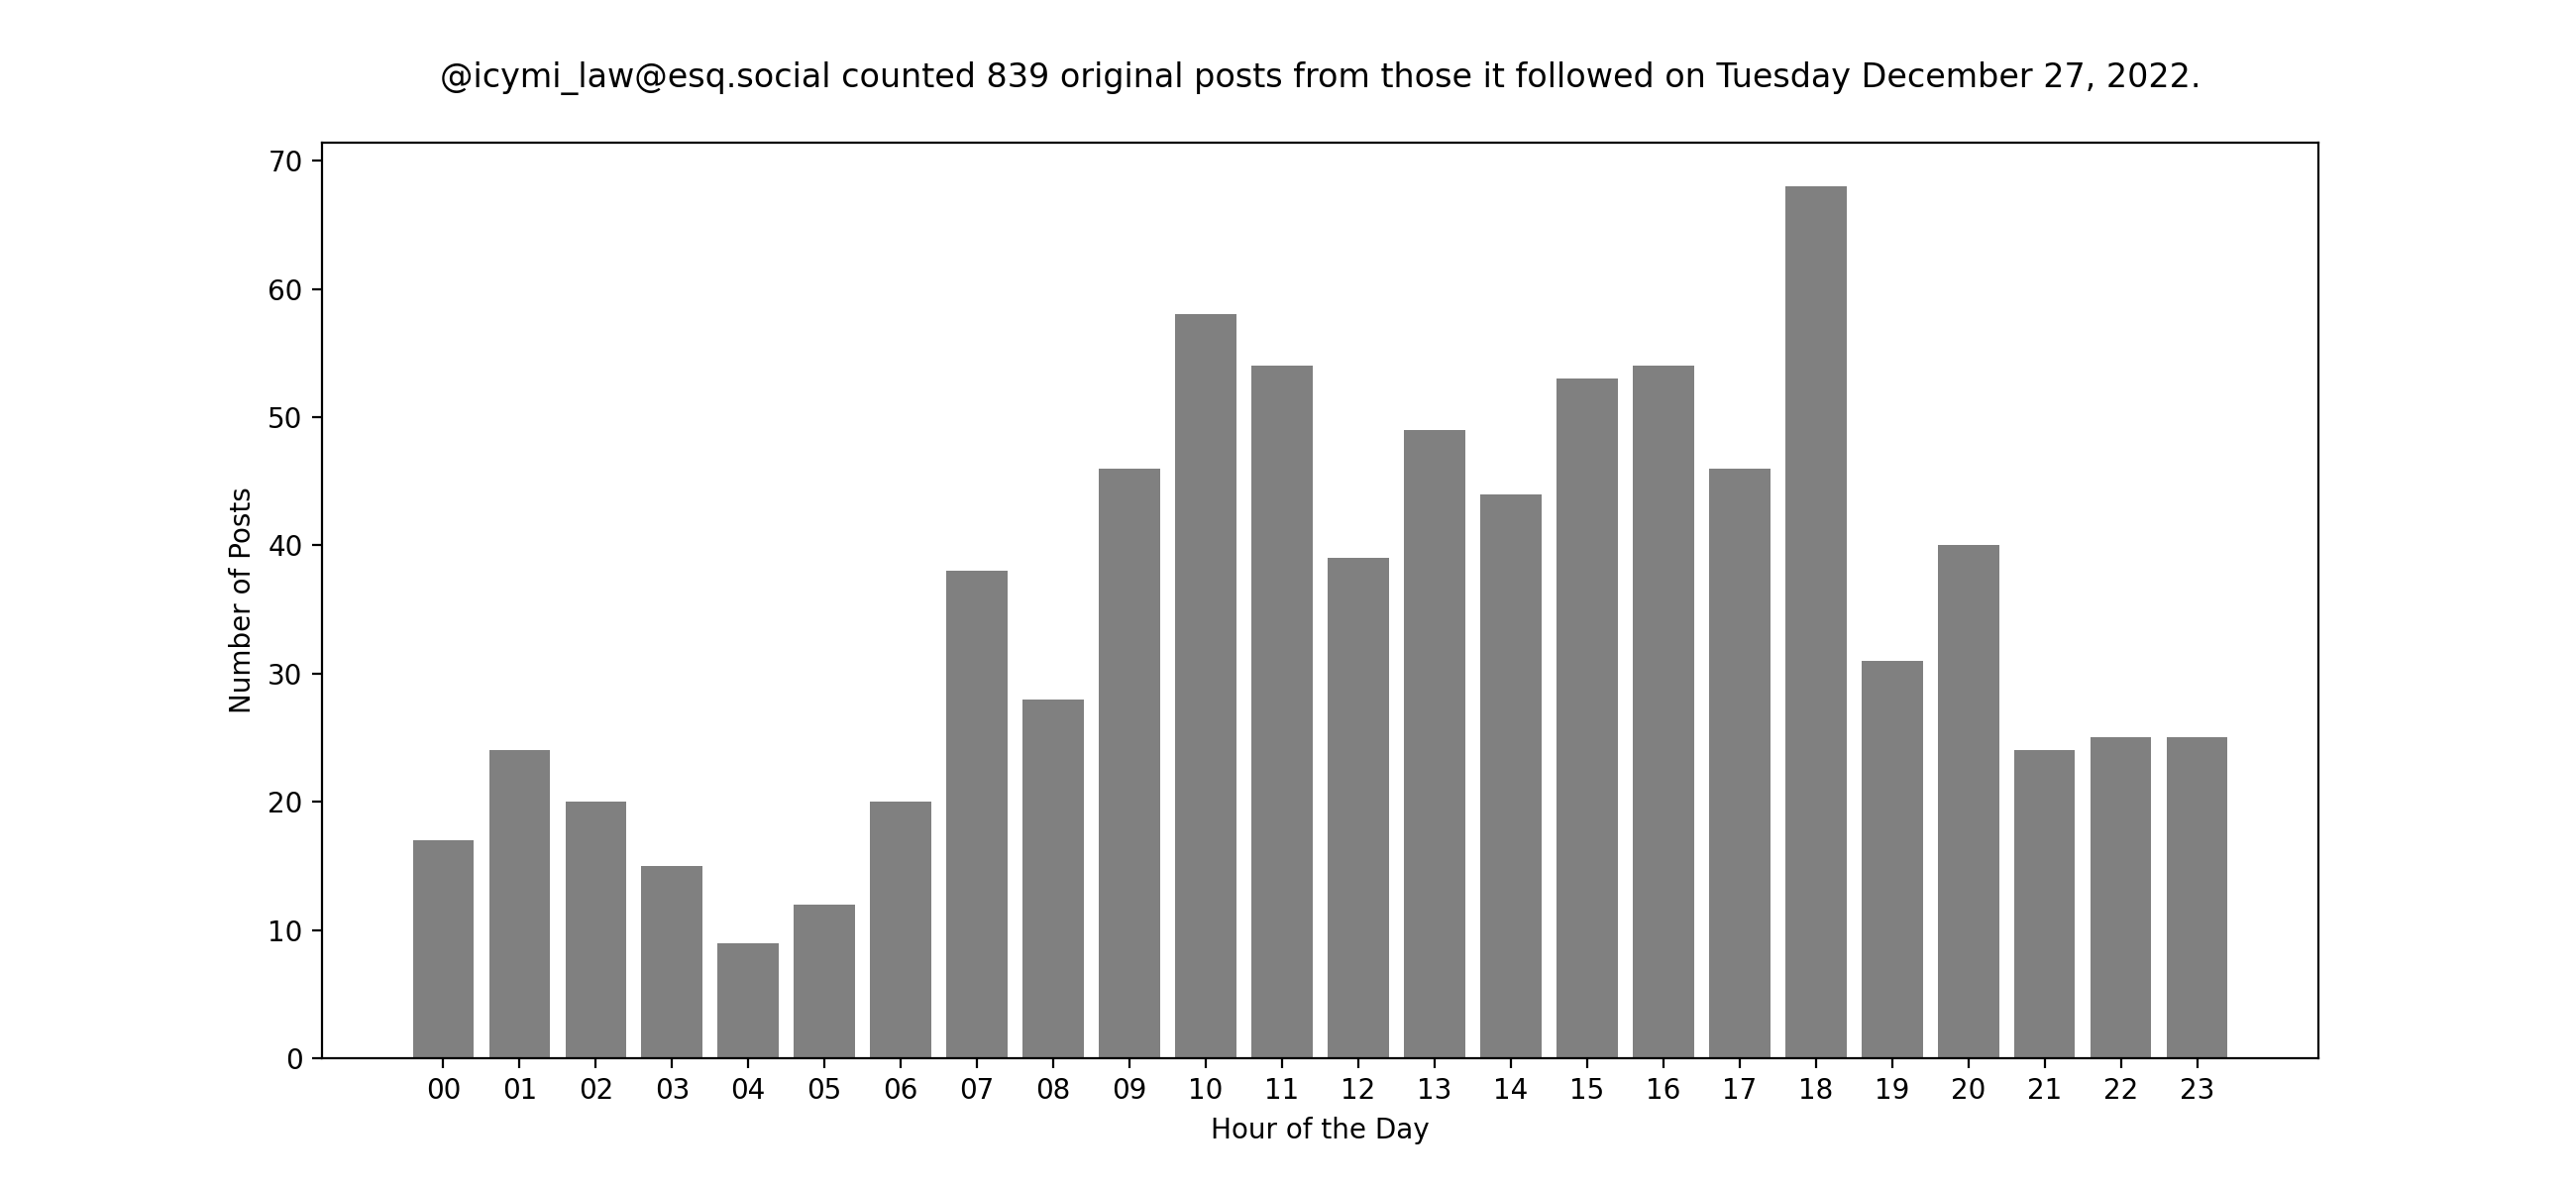 @icymi_law@esq.social counted 839 original posts from those it followed on Tuesday December 27, 2022.
70
60
50
40
30
20
10
0
Number of Posts
00 01 02 03 04 05 06 07 08 09 10 11 12 13 14 15 16 17 18 19 20 21 22 23
Hour of the Day